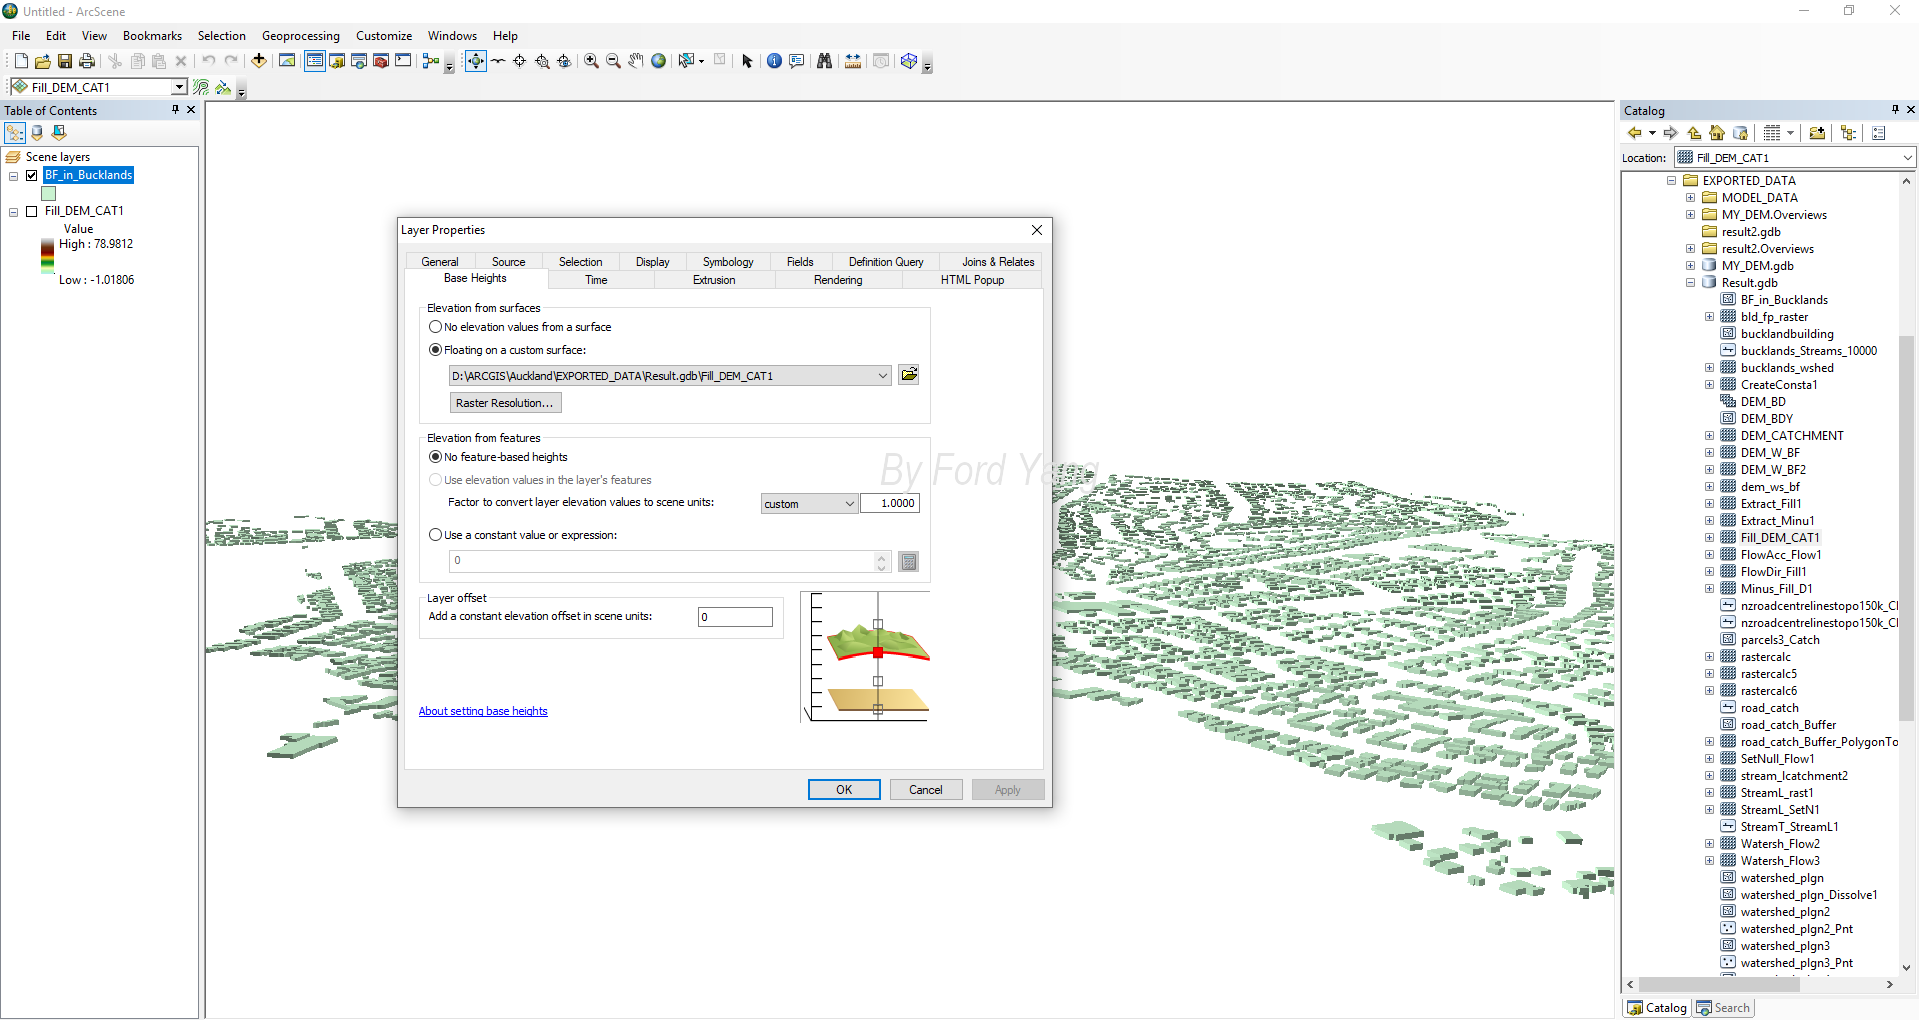 Untitled - ArcScene
File Edit View Bookmarks Selection Geoprocessing Customize Windows Help
Fill_DEM_CAT1
Table of Contents
Scene layers
BF_in_Bucklands
Fill_DEM_CAT1
Value
High : 78.9812
Low : -1.01806
Layer Properties
General Source Selection Display Symbology Fields Definition Query Joins & Relates
Base Heights Time Extrusion Rendering HTML Popup
Elevation from surfaces
No elevation values from a surface
Floating on a custom surface:
D:\ARCGIS\Auckland\EXPORTED_DATA\Result.gdb\Fill_DEM_CAT1
Raster Resolution...
Elevation from features
No feature-based heights
Use elevation values in the layer's features
Factor to convert layer elevation values to scene units: custom 1.0000
Use a constant value or expression:
0
Layer offset
Add a constant elevation offset in scene units: 0
About setting base heights
OK Cancel Apply
By Ford Yang
Catalog
Location: Fill_DEM_CAT1
EXPORTED_DATA
MODEL_DATA
MY_DEM.Overviews
result2.gdb
result2.Overviews
MY_DEM.gdb
Result.gdb
BF_in_Bucklands
bld_fp_raster
bucklandbuilding
bucklands_Streams_10000
bucklands_wshed
CreateConsta1
DEM_BD
DEM_BDY
DEM_CATCHMENT
DEM_W_BF
DEM_W_BF2
dem_ws_bf
Extract_Fill1
Extract_Minu1
Fill_DEM_CAT1
FlowAcc_Flow1
FlowDir_Fill1
Minus_Fill_D1
nzroadcentrelinestopo150k_Cl
nzroadcentrelinestopo150k_Cl
parcels3_Catch
rastercalc
rastercalc5
rastercalc6
road_catch
road_catch_Buffer
road_catch_Buffer_PolygonTo
SetNull_Flow1
stream_lcatchment2
StreamL_rast1
StreamL_SetN1
StreamT_StreamL1
Watersh_Flow2
Watersh_Flow3
watershed_plgn
watershed_plgn_Dissolve1
watershed_plgn2
watershed_plgn2_Pnt
watershed_plgn3
watershed_plgn3_Pnt
Catalog Search